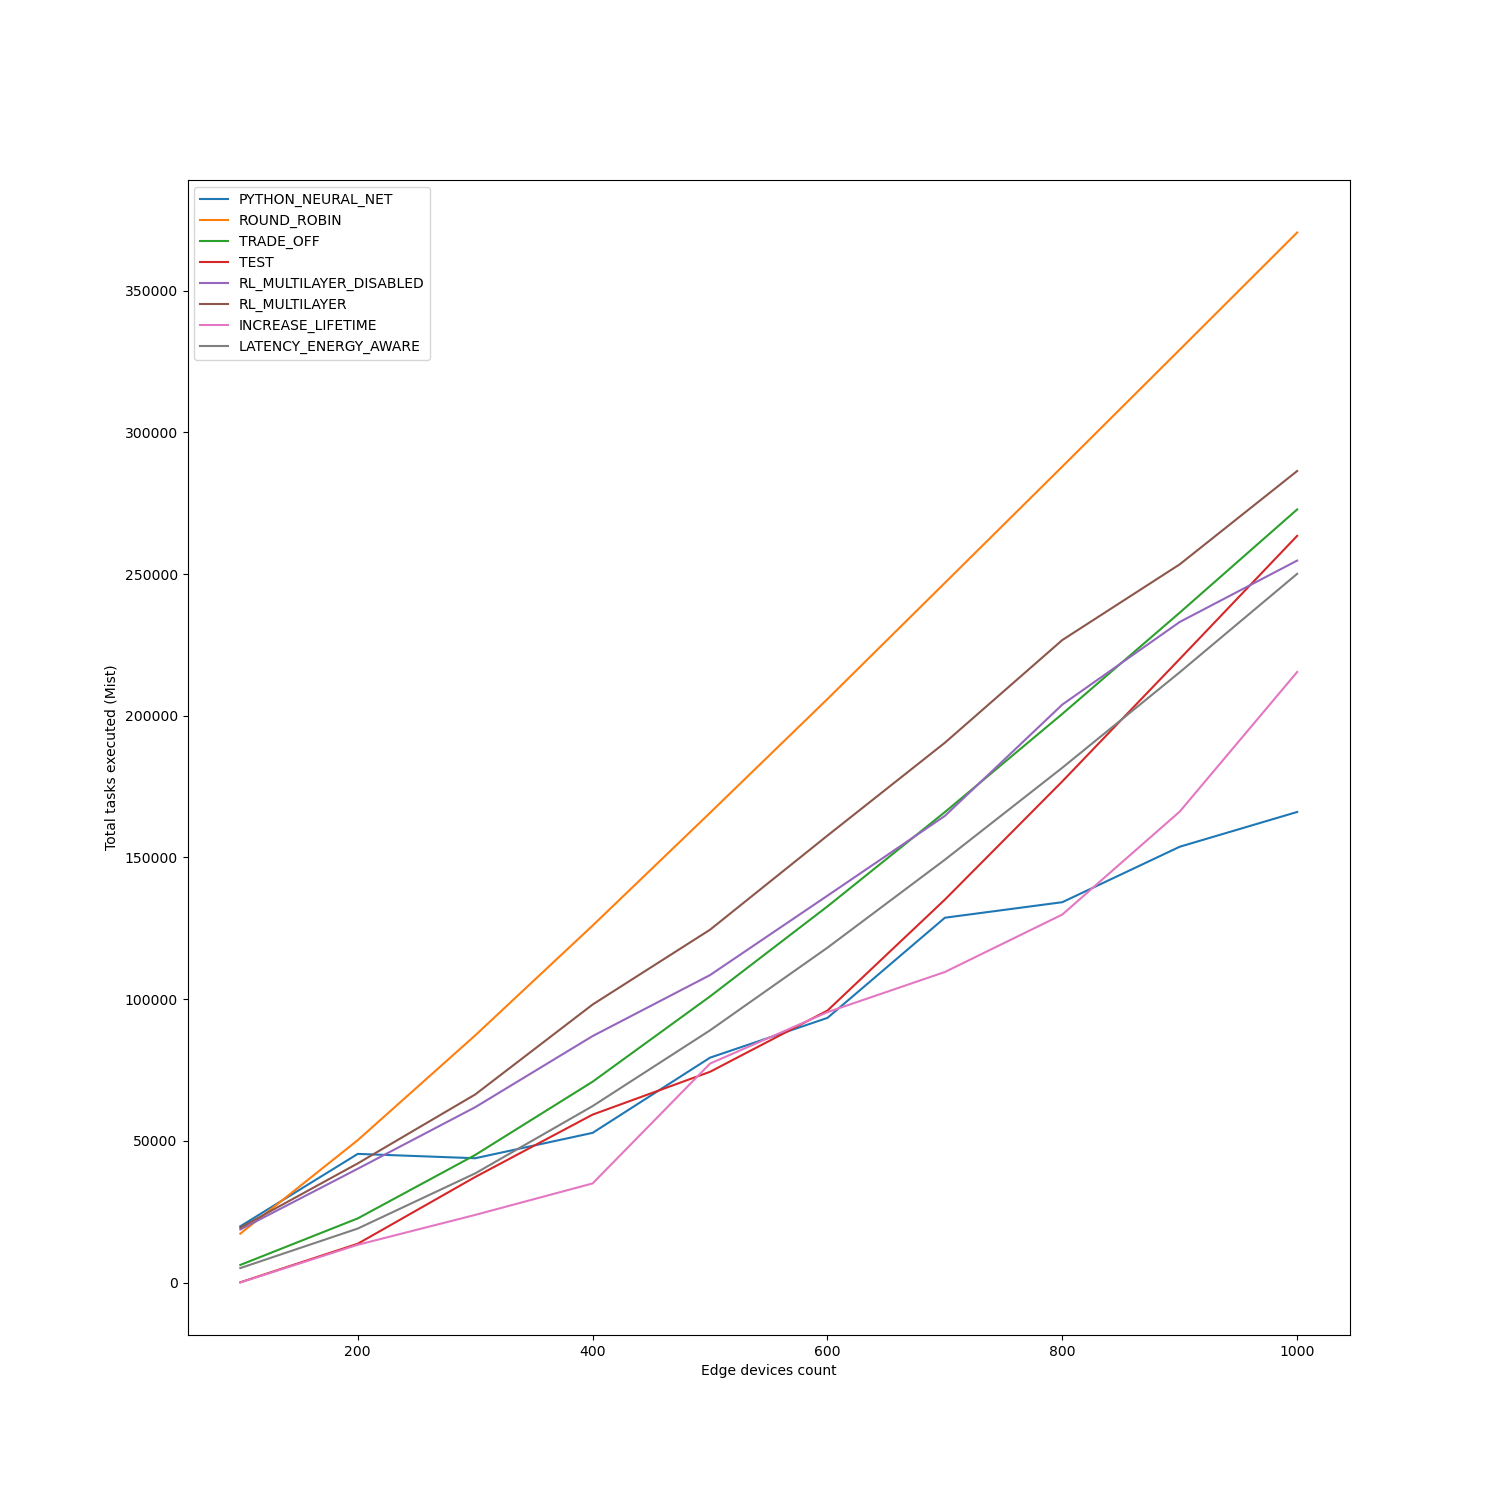 PYTHON_NEURAL_NET
ROUND_ROBIN
TRADE_OFF
TEST
RL_MULTILAYER_DISABLED
RL_MULTILAYER
INCREASE_LIFETIME
LATENCY_ENERGY_AWARE
350000
300000
250000
200000
150000
100000
50000
0
Total tasks executed (Mist)
200 400 600 800 1000
Edge devices count